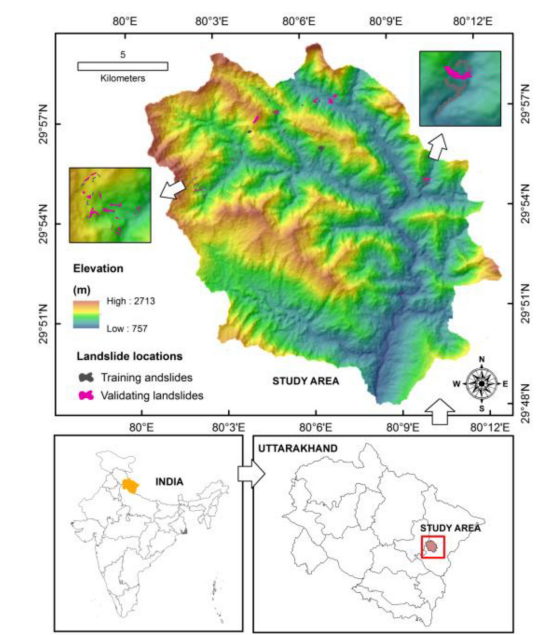 80°E 80°3'E 80°6'E 80°9'E 80°12'E
5
Kilometers
29°57'N
29°57'N
29°54'N
29°54'N
29°51'N
29°51'N
29°48'N
Elevation
(m)
High : 2713
Low : 757
Landslide locations
Training andslides
Validating landslides
STUDY AREA
N
W E
S
80°E 80°3'E 80°6'E 80°9'E 80°12'E
INDIA
UTTARAKHAND
STUDY AREA